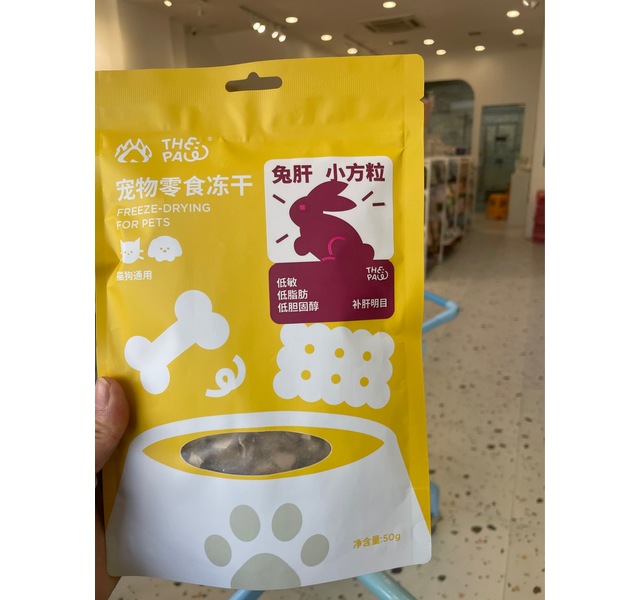 THE
PAW
®
宠物零食冻干
FREEZE-DRYING
FOR PETS
猫狗通用
兔肝 小方粒
THE
PAW
低敏
低脂肪
低胆固醇
补肝明目
净含量:50g